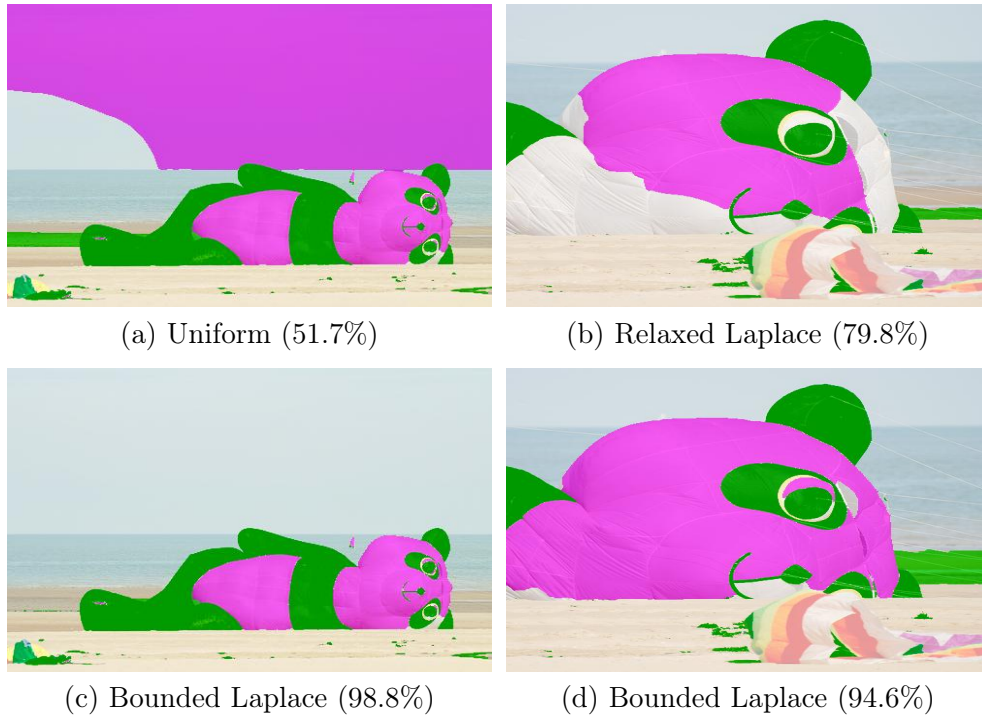 (a) Uniform (51.7%)
(b) Relaxed Laplace (79.8%)
(c) Bounded Laplace (98.8%)
(d) Bounded Laplace (94.6%)